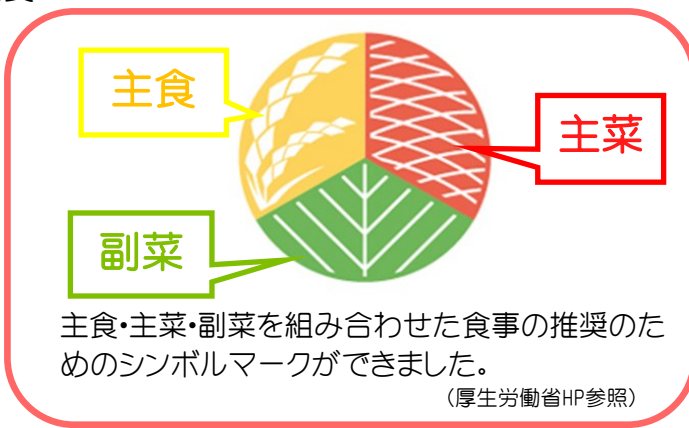 主食
主菜
副菜
主食・主菜・副菜を組み合わせた食事の推奨のた
めのシンボルマークができました。
(厚生労働省HP参照)